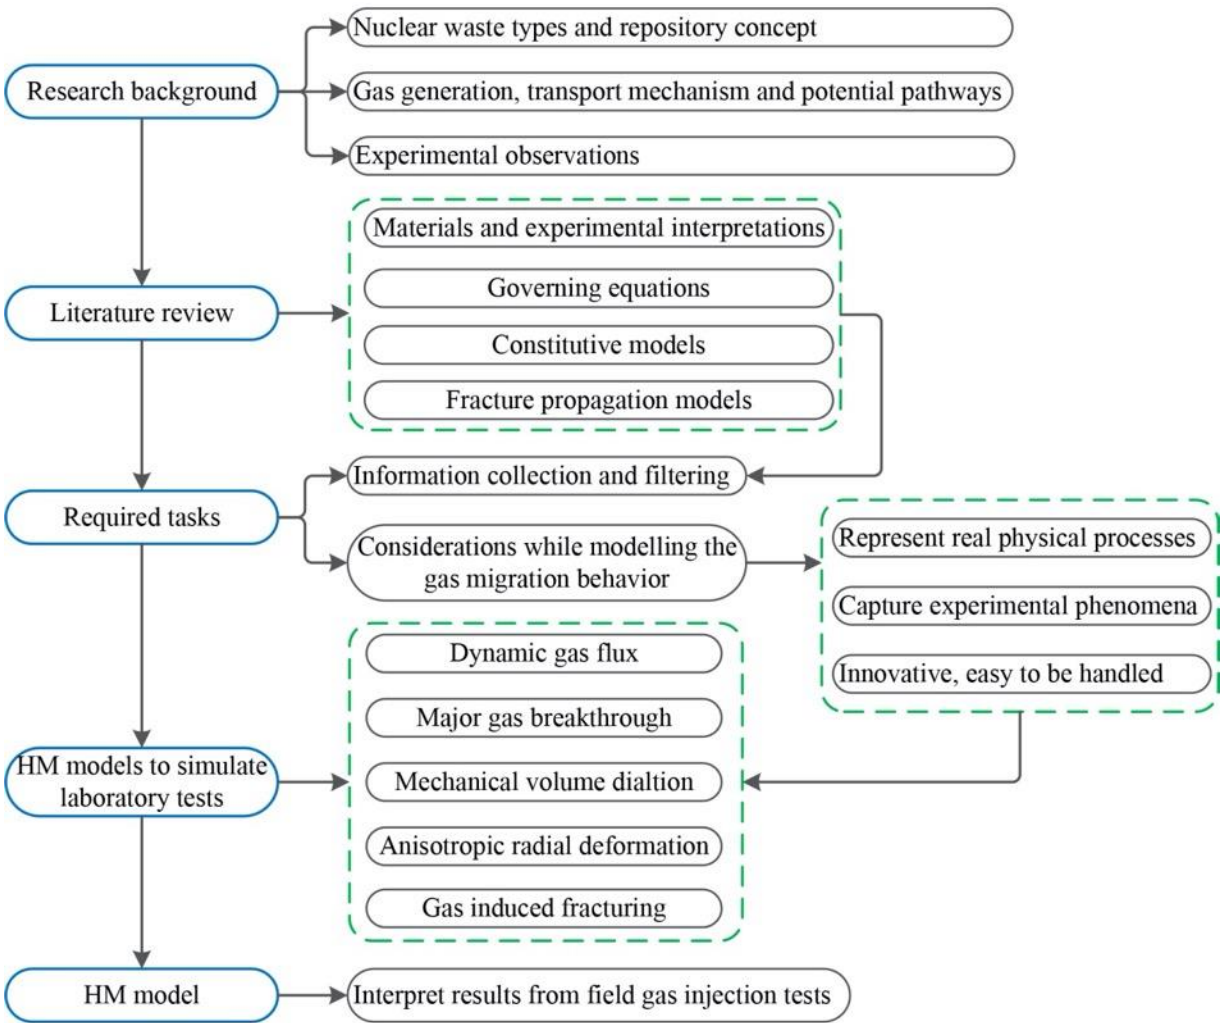 Nuclear waste types and repository concept
Research background
Gas generation, transport mechanism and potential pathways
Experimental observations
Materials and experimental interpretations
Governing equations
Literature review
Constitutive models
Fracture propagation models
Information collection and filtering
Required tasks
Considerations while modelling the
gas migration behavior
Represent real physical processes
Capture experimental phenomena
Innovative, easy to be handled
Dynamic gas flux
Major gas breakthrough
HM models to simulate
laboratory tests
Mechanical volume dialtion
Anisotropic radial deformation
Gas induced fracturing
HM model
Interpret results from field gas injection tests